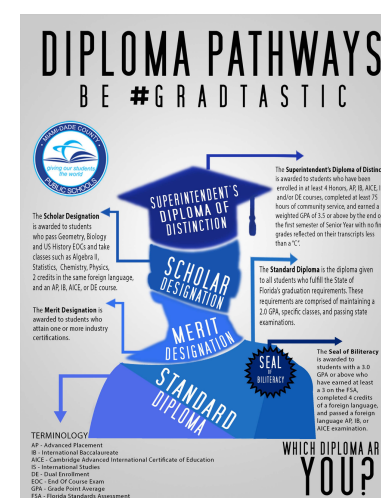 DIPLOMA PATHWAYS
BE #GRADTASTIC
MIAMI-DADE COUNTY
giving our students
the world
PUBLIC SCHOOLS
SUPERINTENDENT'S
DIPLOMA OF
DISTINCTION
The Superintendent's Diploma of Distinc
is awarded to students who have been
enrolled in at least 4 Honors, AP, IB, AICE, I
and/or DE courses, completed at least 75
hours of community service, and earned a
weighted GPA of 3.5 or above by the end o
the first semester of Senior Year with no fin
grades reflected on their transcripts less
than a "C".
The Scholar Designation
is awarded to students
who pass Geometry, Biology
and US History EOCs and take
classes such as Algebra II,
Statistics, Chemistry, Physics,
2 credits in the same foreign language,
and an AP, IB, AICE, or DE course.
SCHOLAR
DESIGNATION
The Standard Diploma is the diploma given
to all students who fulfill the State of
Florida's graduation requirements. These
requirements are comprised of maintaining a
2.0 GPA, specific classes, and passing state
examinations.
The Merit Designation is
awarded to students who
attain one or more industry
certifications.
MERIT
DESIGNATION
SEAL
OF
BILITERACY
The Seal of Biliteracy
is awarded to
students with a 3.0
GPA or above who
have earned at least
a 3 on the FSA,
completed 4 credits
of a foreign language,
and passed a foreign
language AP, IB, or
AICE examination.
STANDARD
DIPLOMA
TERMINOLOGY
AP - Advanced Placement
IB - International Baccalaureate
AICE - Cambridge Advanced International Certificate of Education
IS - International Studies
DE - Dual Enrollment
EOC - End Of Course Exam
GPA - Grade Point Average
FSA - Florida Standards Assessment
WHICH DIPLOMA AR
YOU?